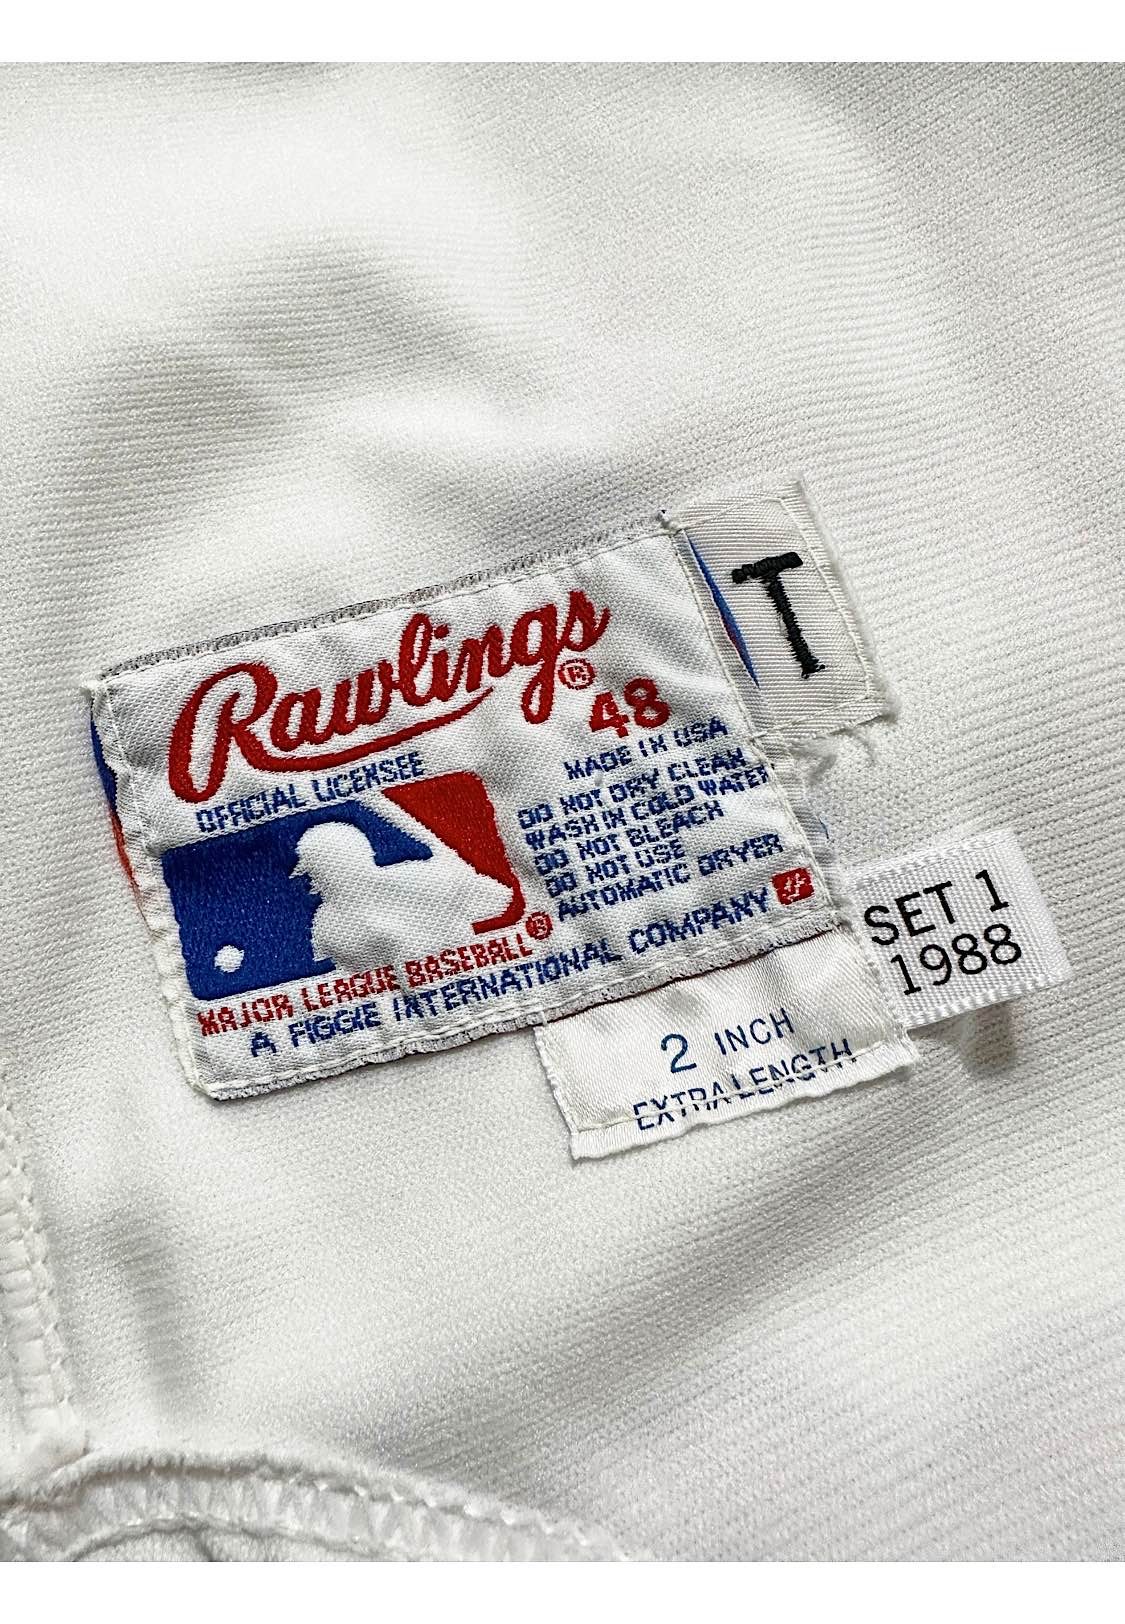 Rawlings®
48
T
OFFICIAL LICENSEE
MADE IN USA
DO NOT DRY CLEAN
WASH IN COLD WATER
DO NOT BLEACH
DO NOT USE
AUTOMATIC DRYER
MAJOR LEAGUE BASEBALL®
A FIGGIE INTERNATIONAL COMPANY
SET 1
1988
2 INCH
EXTRA LENGTH